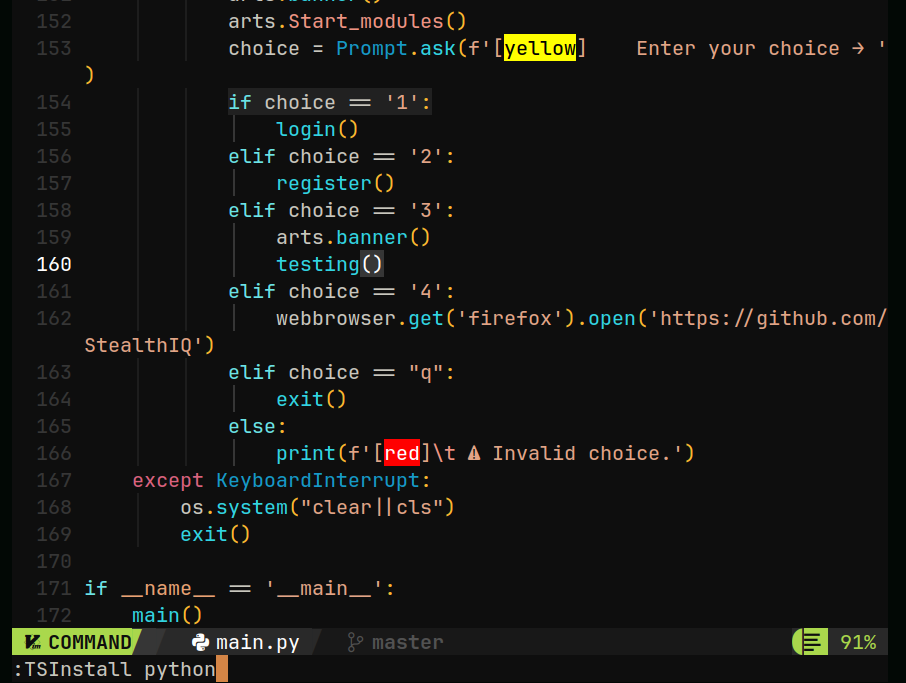 152 arts.Start_modules()
153 choice = Prompt.ask(f'[yellow]    Enter your choice → '
)
154 if choice == '1':
155 login()
156 elif choice == '2':
157 register()
158 elif choice == '3':
159 arts.banner()
160 testing()
161 elif choice == '4':
162 webbrowser.get('firefox').open('https://github.com/
StealthIQ')
163 elif choice == "q":
164 exit()
165 else:
166 print(f'[red]\t ⚠ Invalid choice.')
167 except KeyboardInterrupt:
168 os.system("clear||cls")
169 exit()
170
171 if __name__ == '__main__':
172 main()
COMMAND main.py master 91%
:TSInstall python